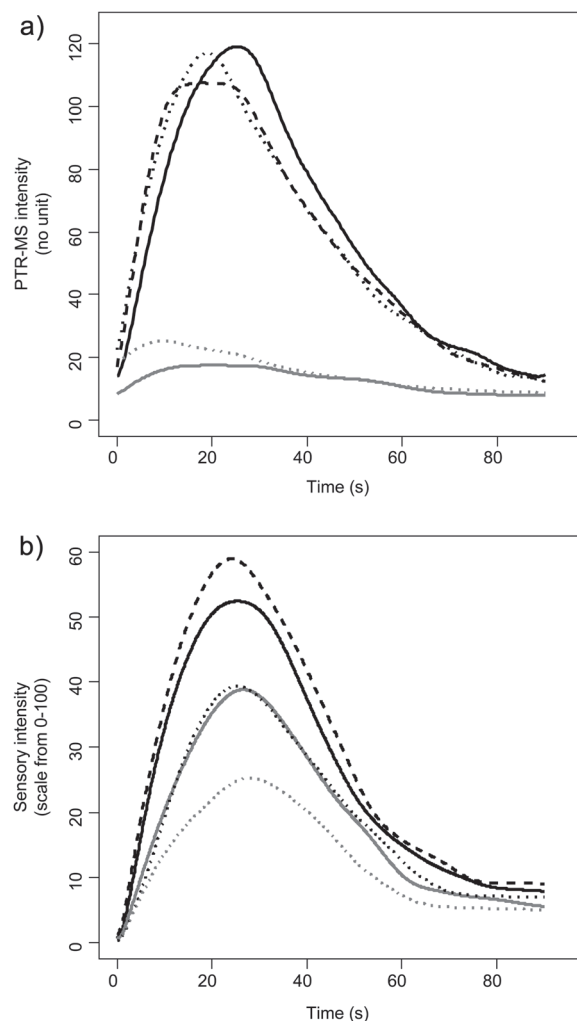 a)
120
100
80
60
40
20
0
PTR-MS intensity
(no unit)
0 20 40 60 80
Time (s)
b)
60
50
40
30
20
10
0
Sensory intensity
(scale from 0-100)
0 20 40 60 80
Time (s)